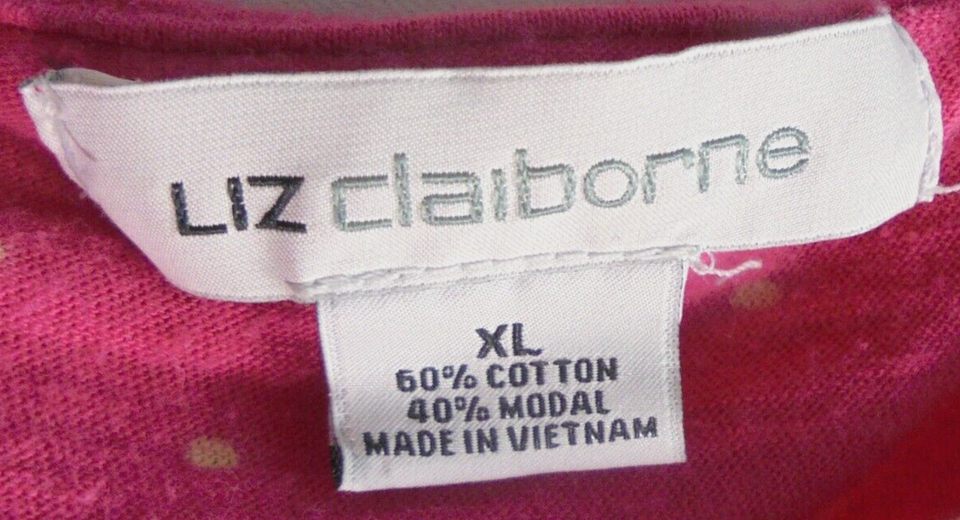 LIZ claiborne
XL
60% COTTON
40% MODAL
MADE IN VIETNAM